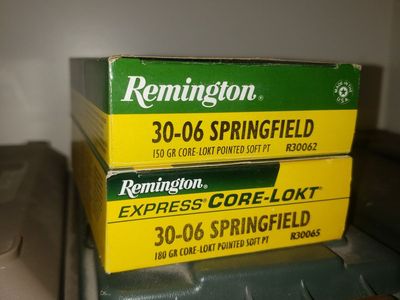 Remington®
30-06 SPRINGFIELD
150 GR CORE-LOKT POINTED SOFT PT R30062
Remington®
EXPRESS® CORE-LOKT®
30-06 SPRINGFIELD
180 GR CORE-LOKT POINTED SOFT PT R30065